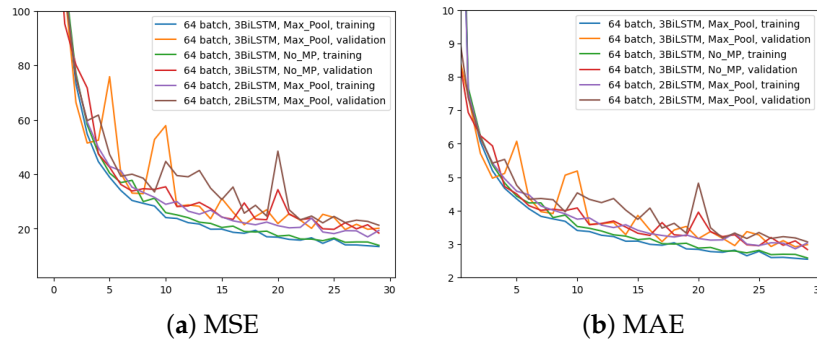 64 batch, 3BiLSTM, Max_Pool, training
64 batch, 3BiLSTM, Max_Pool, validation
64 batch, 3BiLSTM, No_MP, training
64 batch, 3BiLSTM, No_MP, validation
64 batch, 2BiLSTM, Max_Pool, training
64 batch, 2BiLSTM, Max_Pool, validation
100
80
60
40
20
0 5 10 15 20 25 30
(a) MSE
64 batch, 3BiLSTM, Max_Pool, training
64 batch, 3BiLSTM, Max_Pool, validation
64 batch, 3BiLSTM, No_MP, training
64 batch, 3BiLSTM, No_MP, validation
64 batch, 2BiLSTM, Max_Pool, training
64 batch, 2BiLSTM, Max_Pool, validation
10
9
8
7
6
5
4
3
2
5 10 15 20 25
(b) MAE